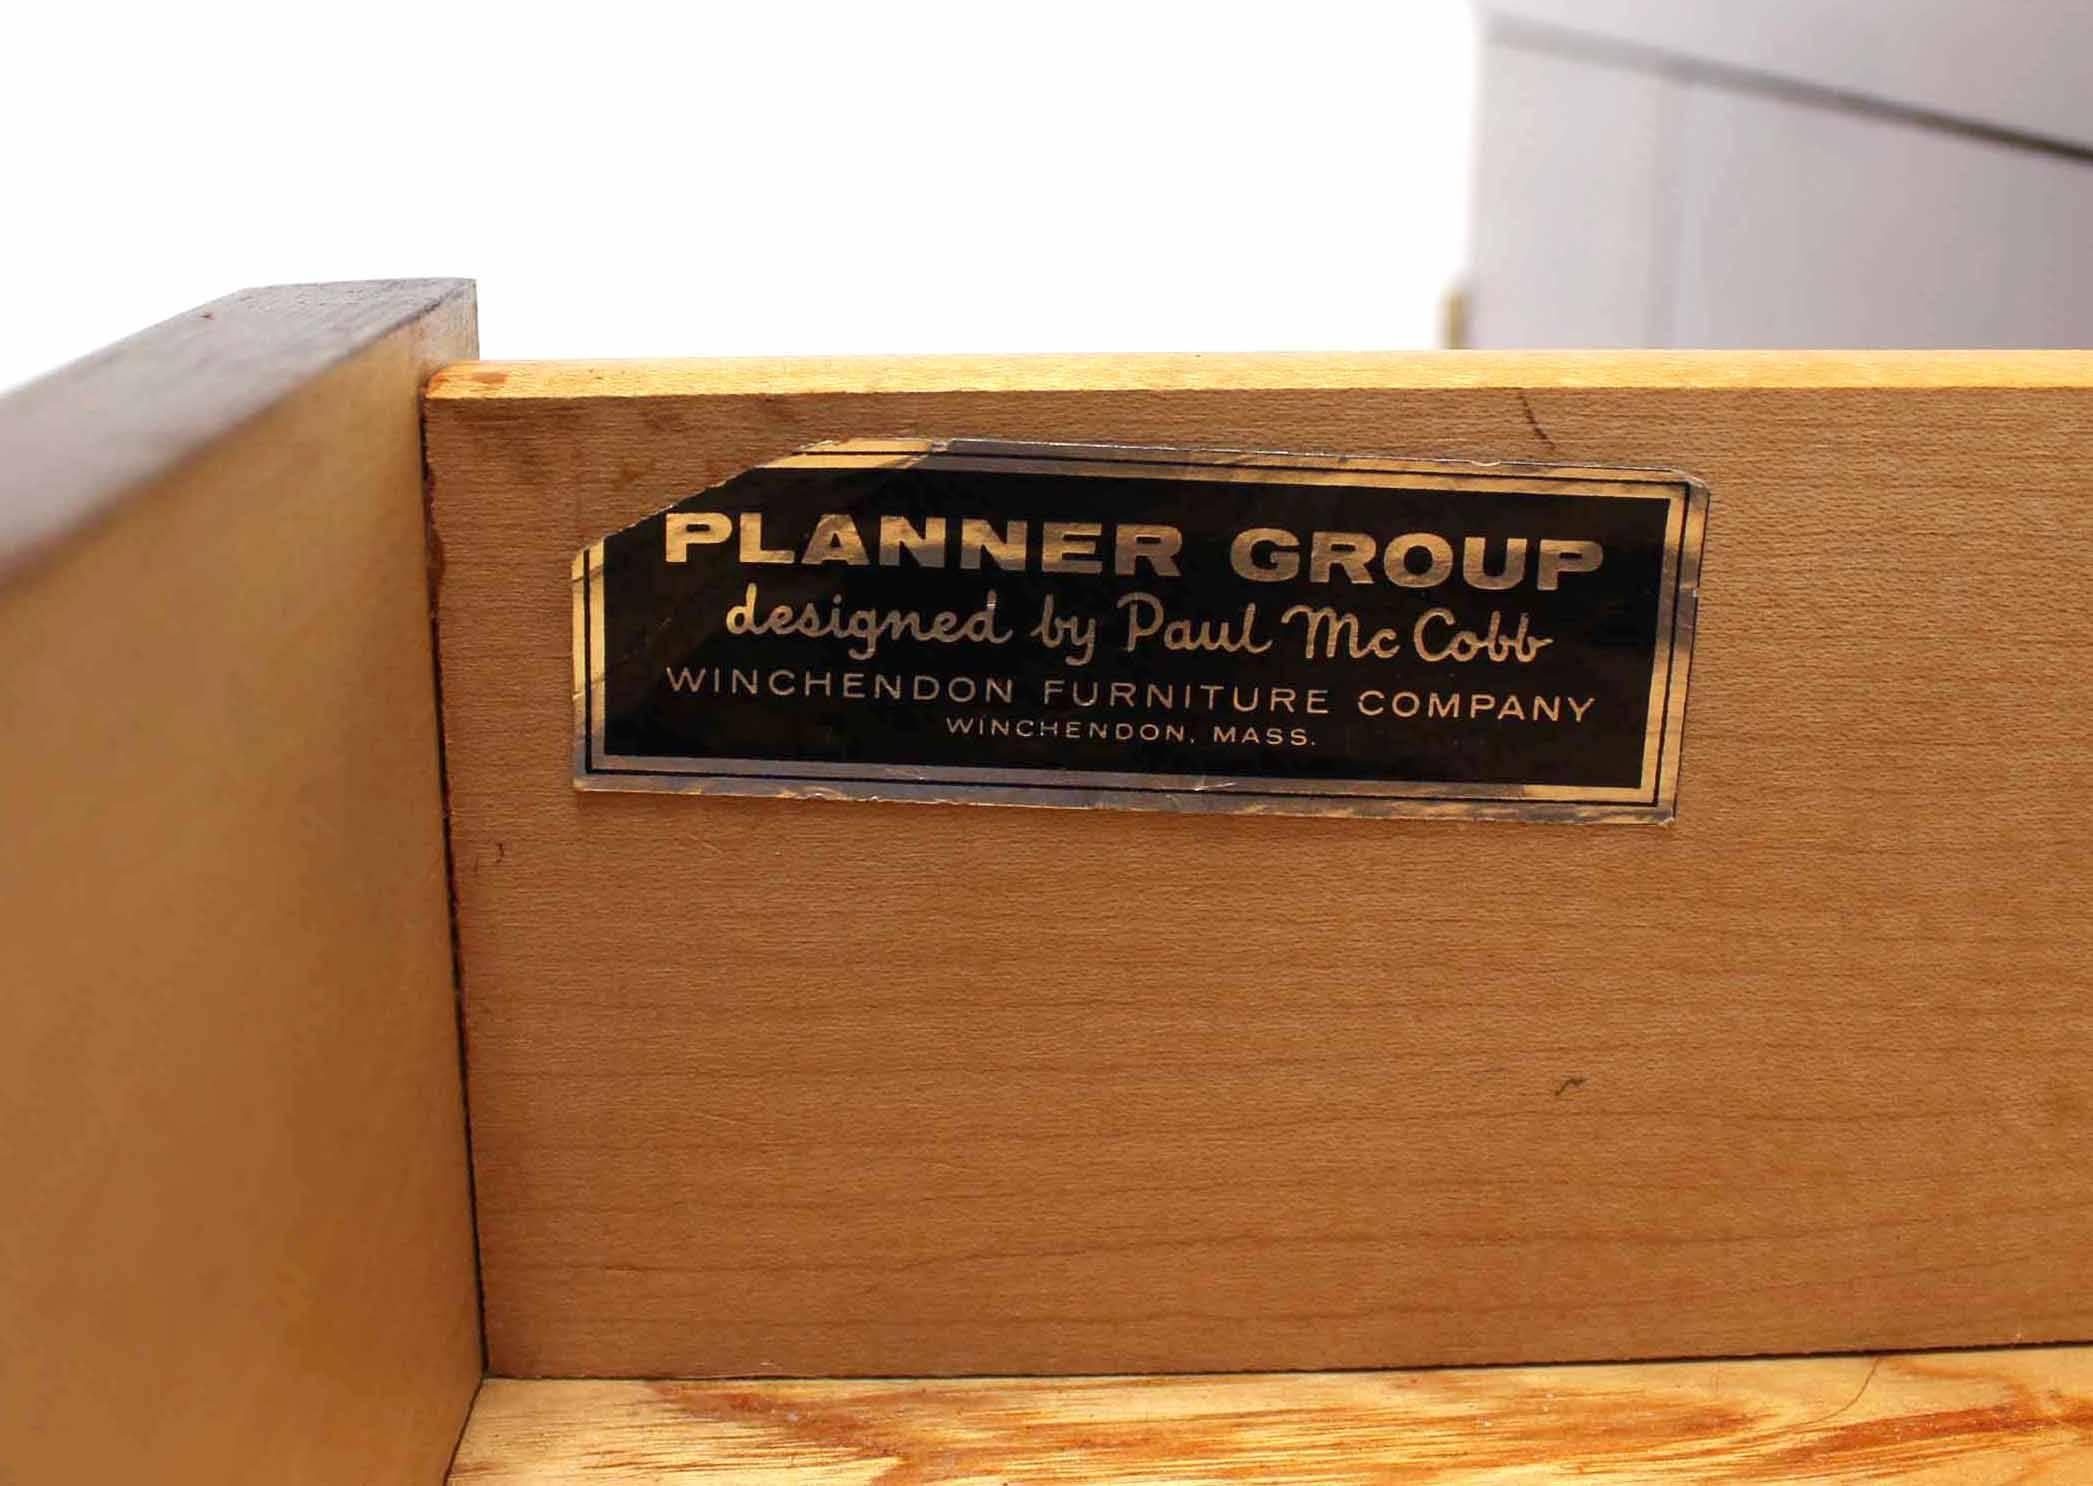 PLANNER GROUP
designed by Paul McCobb
WINCHENDON FURNITURE COMPANY
WINCHENDON, MASS.